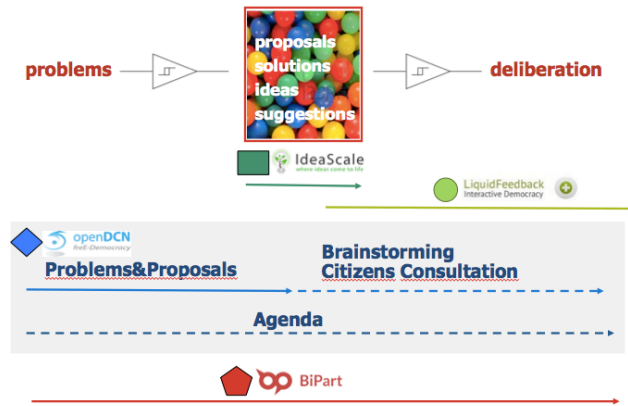 problems
proposals
solutions
ideas
suggestions
deliberation
IdeaScale
where ideas come to life
LiquidFeedback
Interactive Democracy
openDCN
Problems&Proposals
Brainstorming
Citizens Consultation
Agenda
BiPart